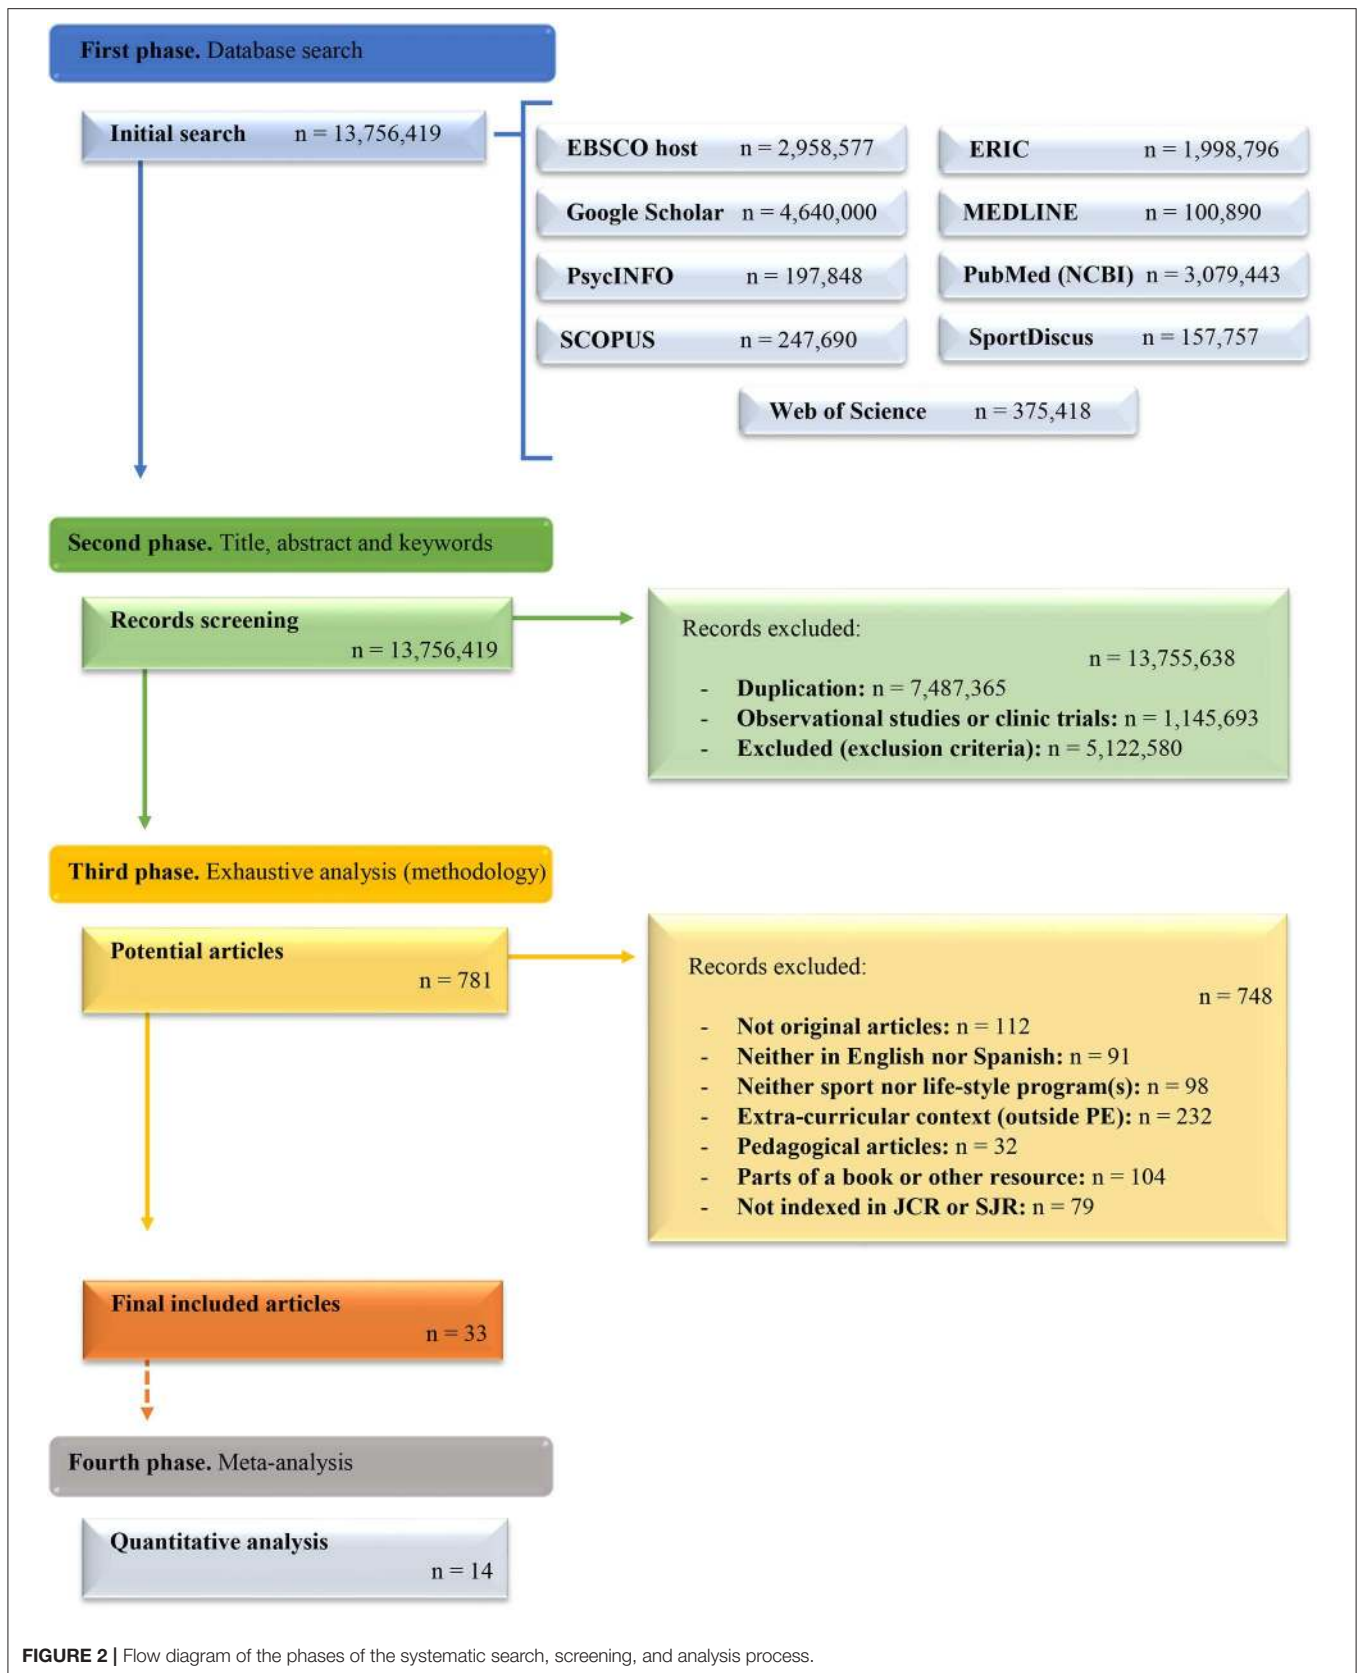 First phase. Database search
Initial search n = 13,756,419
EBSCO host n = 2,958,577
ERIC n = 1,998,796
Google Scholar n = 4,640,000
MEDLINE n = 100,890
PsycINFO n = 197,848
PubMed (NCBI) n = 3,079,443
SCOPUS n = 247,690
SportDiscus n = 157,757
Web of Science n = 375,418
Second phase. Title, abstract and keywords
Records screening
n = 13,756,419
Records excluded:
n = 13,755,638
- Duplication: n = 7,487,365
- Observational studies or clinic trials: n = 1,145,693
- Excluded (exclusion criteria): n = 5,122,580
Third phase. Exhaustive analysis (methodology)
Potential articles
n = 781
Records excluded:
n = 748
- Not original articles: n = 112
- Neither in English nor Spanish: n = 91
- Neither sport nor life-style program(s): n = 98
- Extra-curricular context (outside PE): n = 232
- Pedagogical articles: n = 32
- Parts of a book or other resource: n = 104
- Not indexed in JCR or SJR: n = 79
Final included articles
n = 33
Fourth phase. Meta-analysis
Quantitative analysis
n = 14
FIGURE 2 | Flow diagram of the phases of the systematic search, screening, and analysis process.